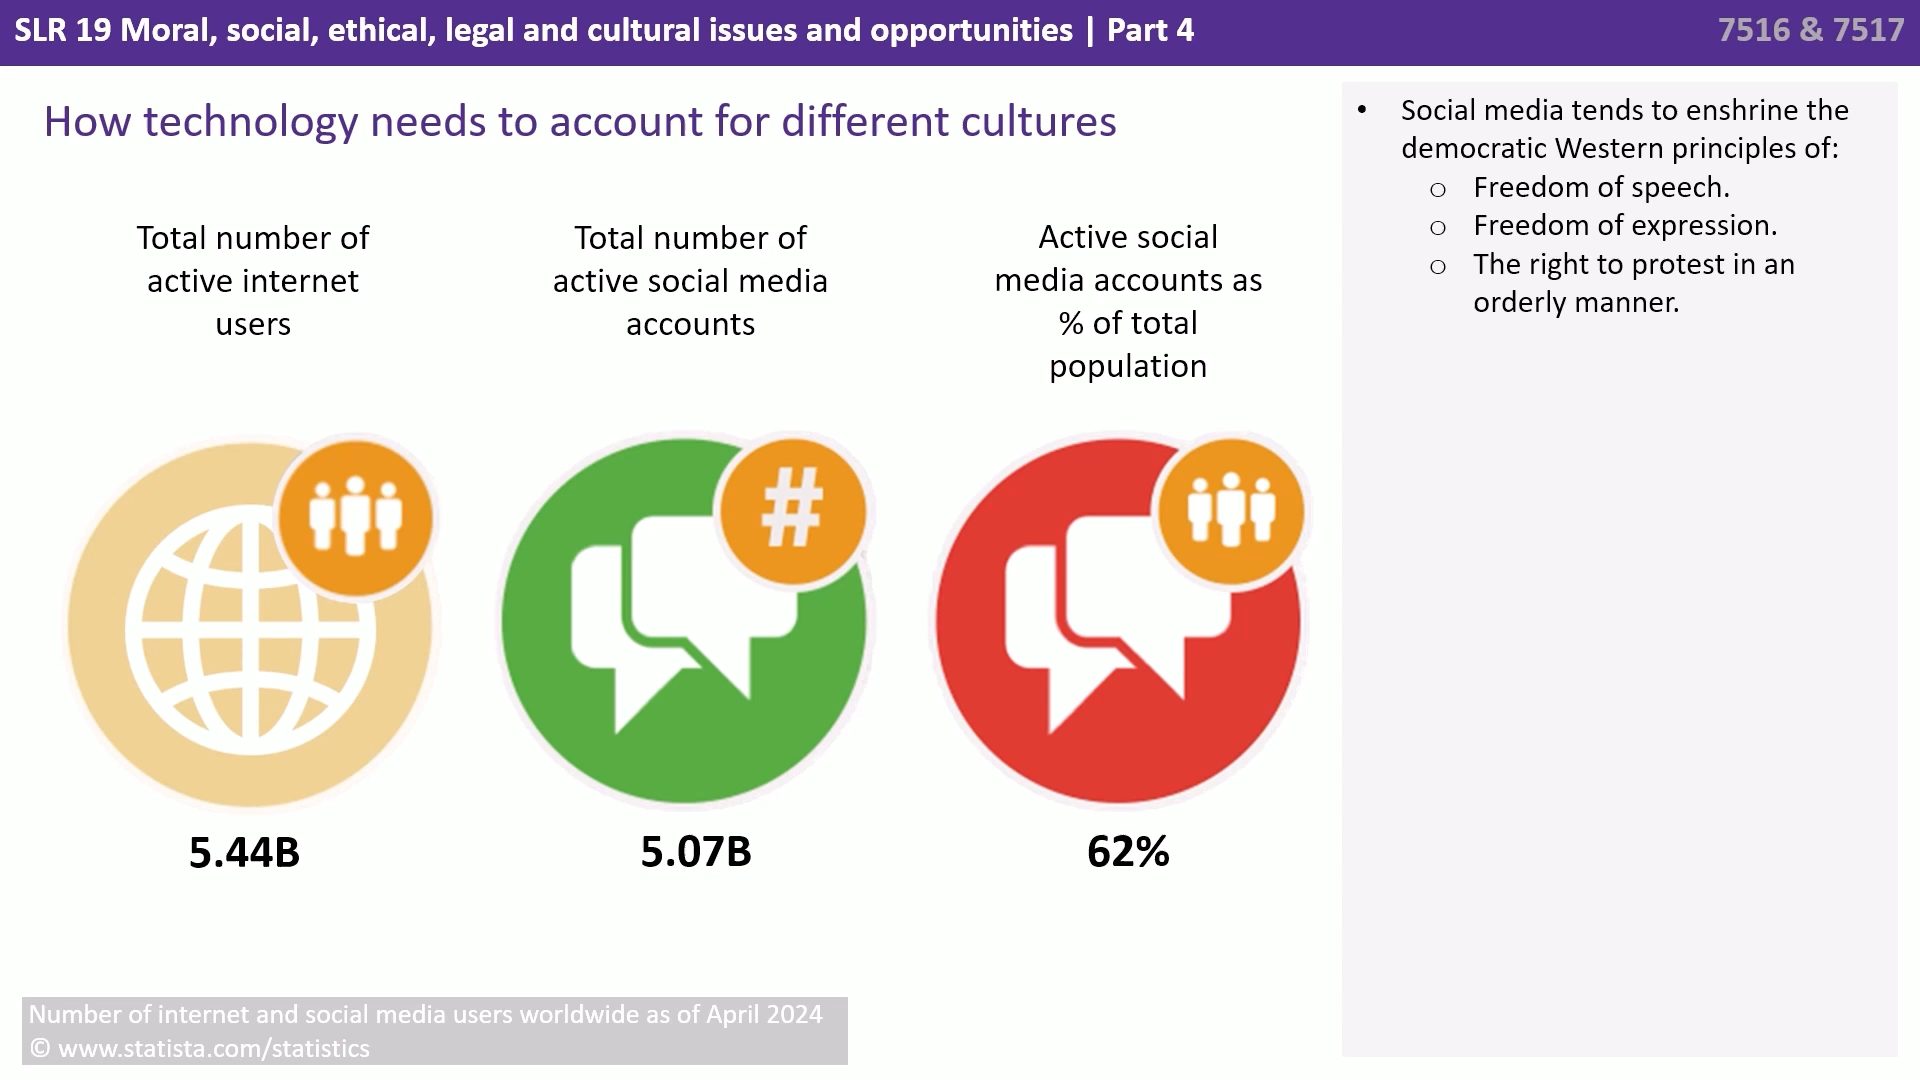 SLR 19 Moral, social, ethical, legal and cultural issues and opportunities | Part 4
7516 & 7517
How technology needs to account for different cultures
Total number of
active internet
users
5.44B
Total number of
active social media
accounts
#
5.07B
Active social
media accounts as
% of total
population
62%
• Social media tends to enshrine the
democratic Western principles of:
o Freedom of speech.
o Freedom of expression.
o The right to protest in an
orderly manner.
Number of internet and social media users worldwide as of April 2024
© www.statista.com/statistics